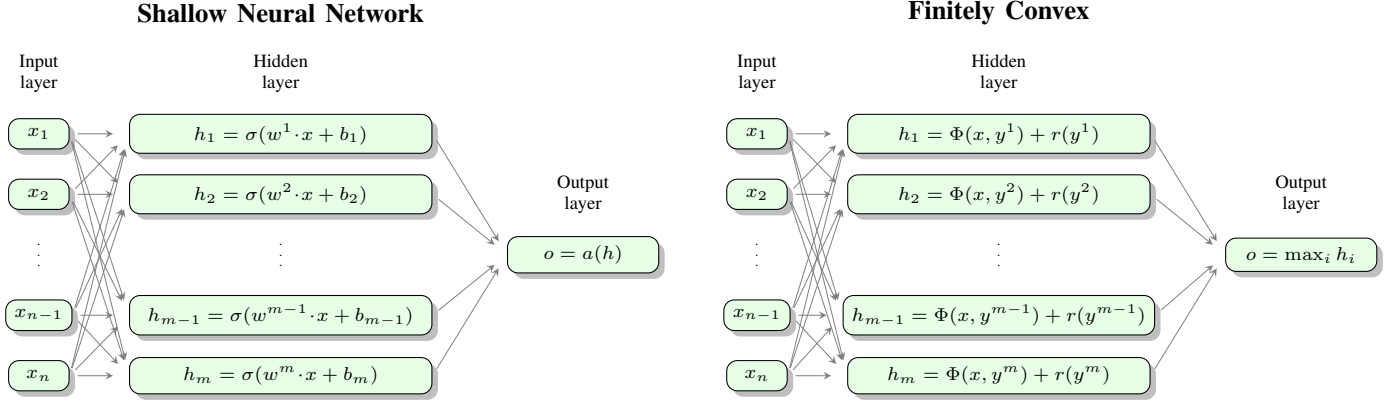 Shallow Neural Network
Input
layer
Hidden
layer
x₁
h₁ = σ(w¹·x + b₁)
x₂
h₂ = σ(w²·x + b₂)
Output
layer
⋮
⋮
o = a(h)
xₙ₋₁
hₘ₋₁ = σ(wᵐ⁻¹·x + bₘ₋₁)
xₙ
hₘ = σ(wᵐ·x + bₘ)
Finitely Convex
Input
layer
Hidden
layer
x₁
h₁ = Φ(x, y¹) + r(y¹)
x₂
h₂ = Φ(x, y²) + r(y²)
Output
layer
⋮
⋮
o = maxᵢ hᵢ
xₙ₋₁
hₘ₋₁ = Φ(x, yᵐ⁻¹) + r(yᵐ⁻¹)
xₙ
hₘ = Φ(x, yᵐ) + r(yᵐ)